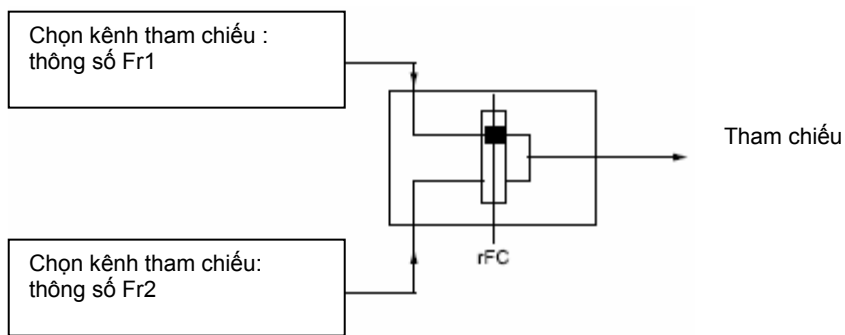 Chọn kênh tham chiếu :
thông số Fr1
Tham chiếu
rFC
Chọn kênh tham chiếu:
thông số Fr2